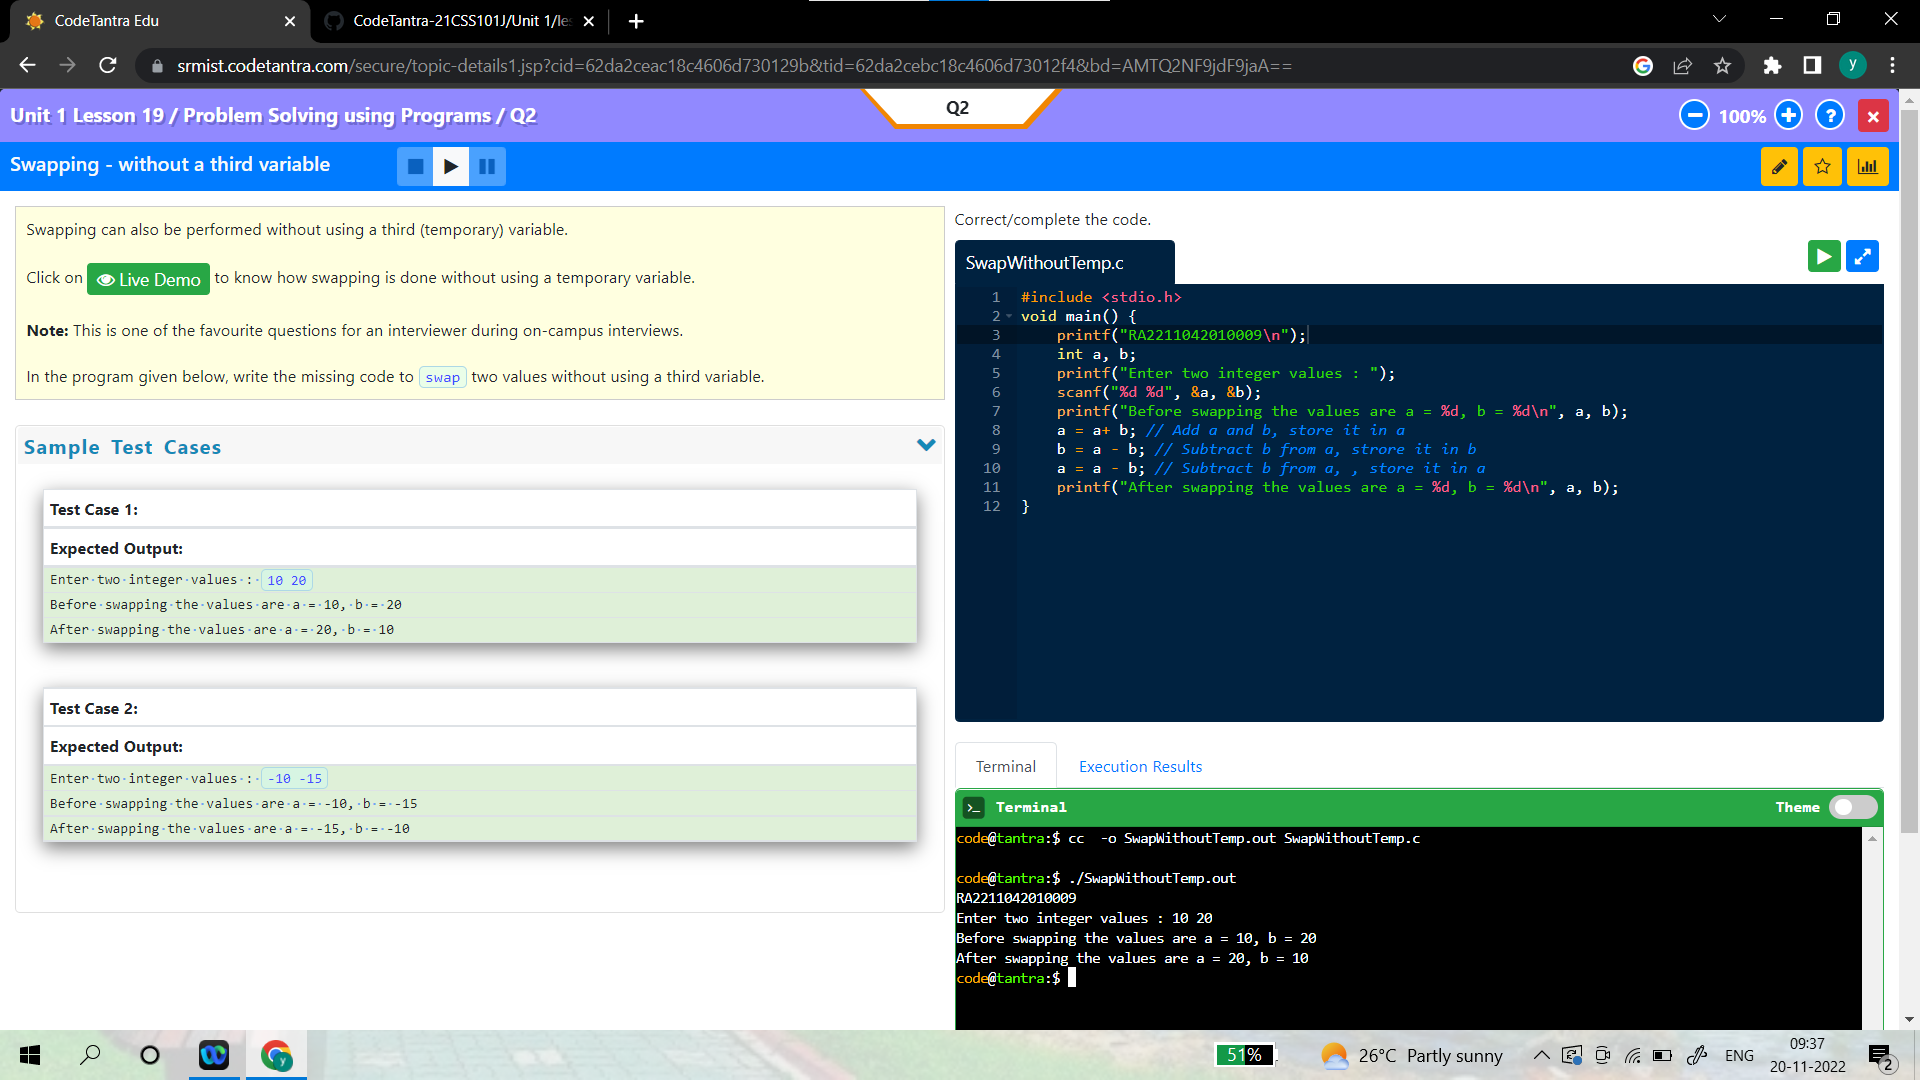 CodeTantra Edu
CodeTantra-21CSS101J/Unit 1/les
srmist.codetantra.com/secure/topic-details1.jsp?cid=62da2ceac18c4606d730129b&tid=62da2cebc18c4606d73012f4&bd=AMTQ2NF9jdF9jaA==
y
Unit 1 Lesson 19 / Problem Solving using Programs / Q2
Q2
100%
?
Swapping - without a third variable
Swapping can also be performed without using a third (temporary) variable.
Click on Live Demo to know how swapping is done without using a temporary variable.
Note: This is one of the favourite questions for an interviewer during on-campus interviews.
In the program given below, write the missing code to swap two values without using a third variable.
Sample Test Cases
Test Case 1:
Expected Output:
Enter·two·integer·values·:· 10 20
Before·swapping·the·values·are·a·=·10,·b·=·20
After·swapping·the·values·are·a·=·20,·b·=·10
Test Case 2:
Expected Output:
Enter·two·integer·values·:· -10 -15
Before·swapping·the·values·are·a·=·-10,·b·=·-15
After·swapping·the·values·are·a·=·-15,·b·=·-10
Correct/complete the code.
SwapWithoutTemp.c
1 #include <stdio.h>
2 void main() {
3 printf("RA2211042010009\n");
4 int a, b;
5 printf("Enter two integer values : ");
6 scanf("%d %d", &a, &b);
7 printf("Before swapping the values are a = %d, b = %d\n", a, b);
8 a = a+ b; // Add a and b, store it in a
9 b = a - b; // Subtract b from a, strore it in b
10 a = a - b; // Subtract b from a, , store it in a
11 printf("After swapping the values are a = %d, b = %d\n", a, b);
12 }
Terminal
Execution Results
Terminal
Theme
code@tantra:$ cc -o SwapWithoutTemp.out SwapWithoutTemp.c
code@tantra:$ ./SwapWithoutTemp.out
RA2211042010009
Enter two integer values : 10 20
Before swapping the values are a = 10, b = 20
After swapping the values are a = 20, b = 10
code@tantra:$
51%
26°C Partly sunny
ENG
09:37
20-11-2022
2